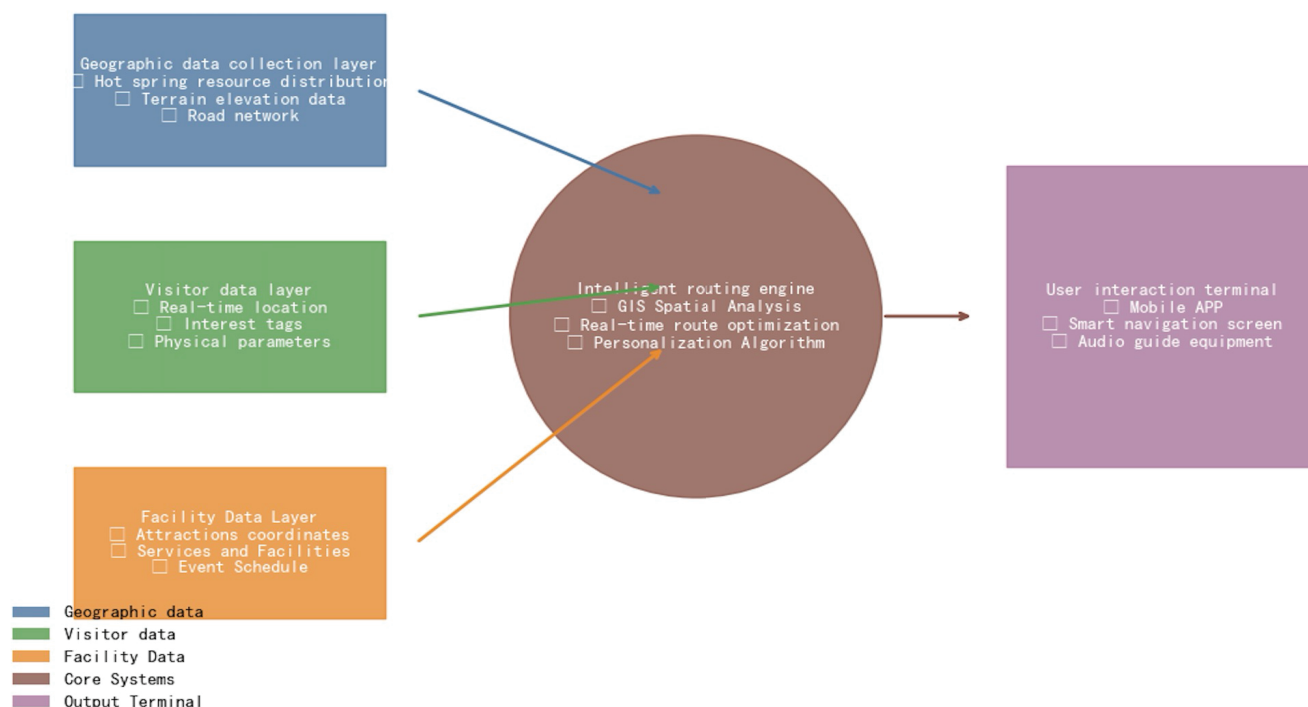 Geographic data collection layer
□ Hot spring resource distribution
□ Terrain elevation data
□ Road network
Visitor data layer
□ Real-time location
□ Interest tags
□ Physical parameters
Facility Data Layer
□ Attractions coordinates
□ Services and Facilities
□ Event Schedule
Intelligent routing engine
□ GIS Spatial Analysis
□ Real-time route optimization
□ Personalization Algorithm
User interaction terminal
□ Mobile APP
□ Smart navigation screen
□ Audio guide equipment
Geographic data
Visitor data
Facility Data
Core Systems
Output Terminal